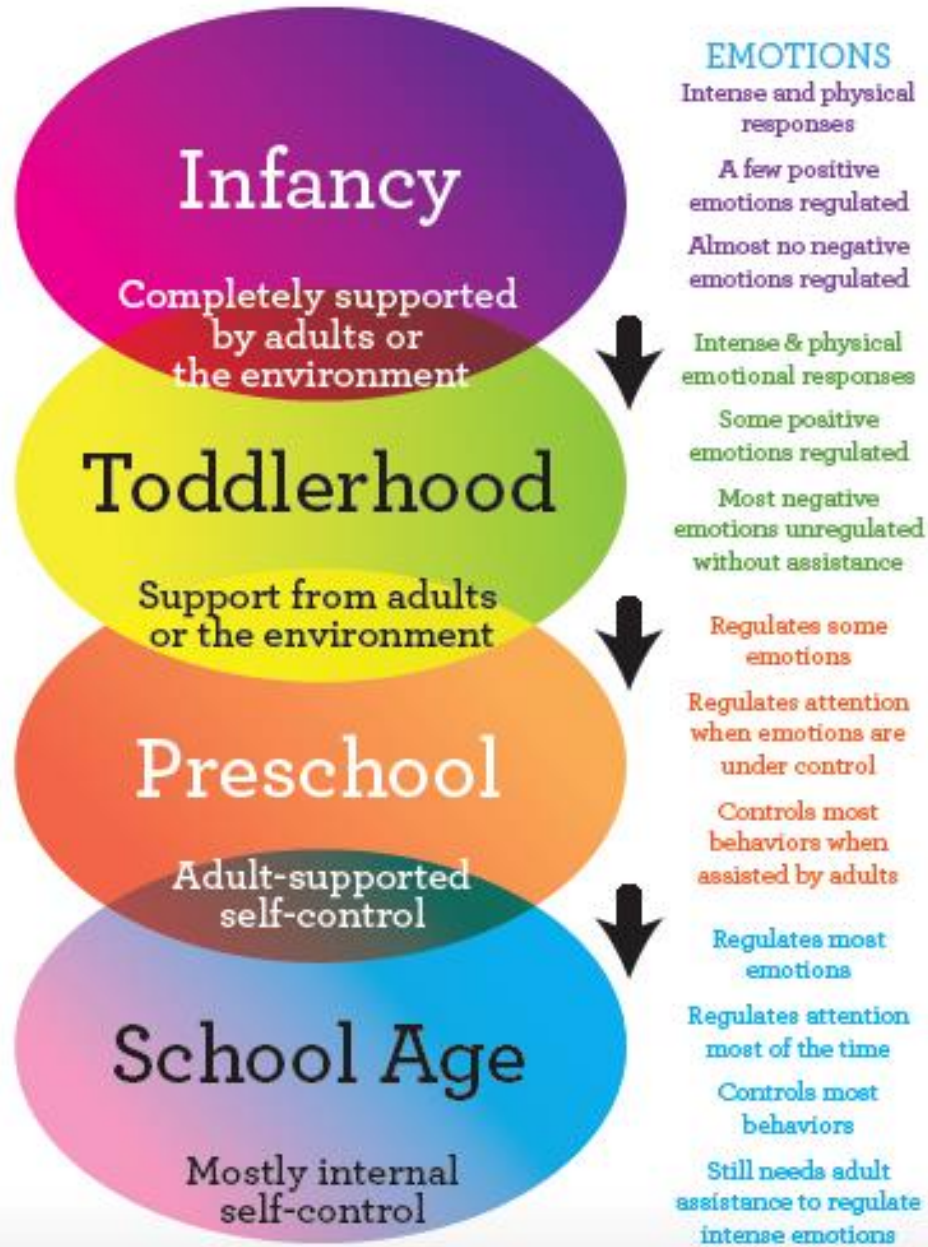 Infancy
Completely supported
by adults or
the environment
EMOTIONS
Intense and physical
responses
A few positive
emotions regulated
Almost no negative
emotions regulated
Toddlerhood
Support from adults
or the environment
Intense & physical
emotional responses
Some positive
emotions regulated
Most negative
emotions unregulated
without assistance
Preschool
Adult-supported
self-control
Regulates some
emotions
Regulates attention
when emotions are
under control
Controls most
behaviors when
assisted by adults
School Age
Mostly internal
self-control
Regulates most
emotions
Regulates attention
most of the time
Controls most
behaviors
Still needs adult
assistance to regulate
intense emotions